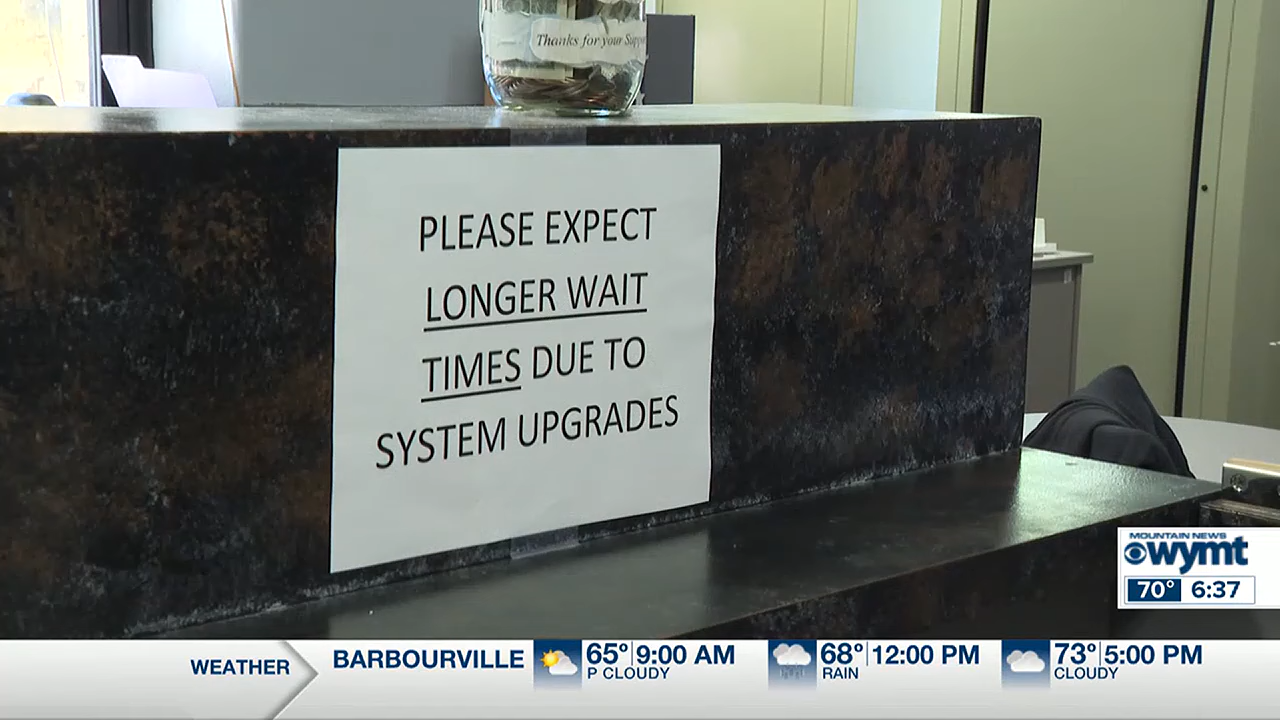 Thanks for your
PLEASE EXPECT
LONGER WAIT
TIMES DUE TO
SYSTEM UPGRADES
MOUNTAIN NEWS
wymt
70° 6:37
WEATHER
BARBOURVILLE
65° 9:00 AM
P CLOUDY
68° 12:00 PM
RAIN
73° 5:00 PM
CLOUDY